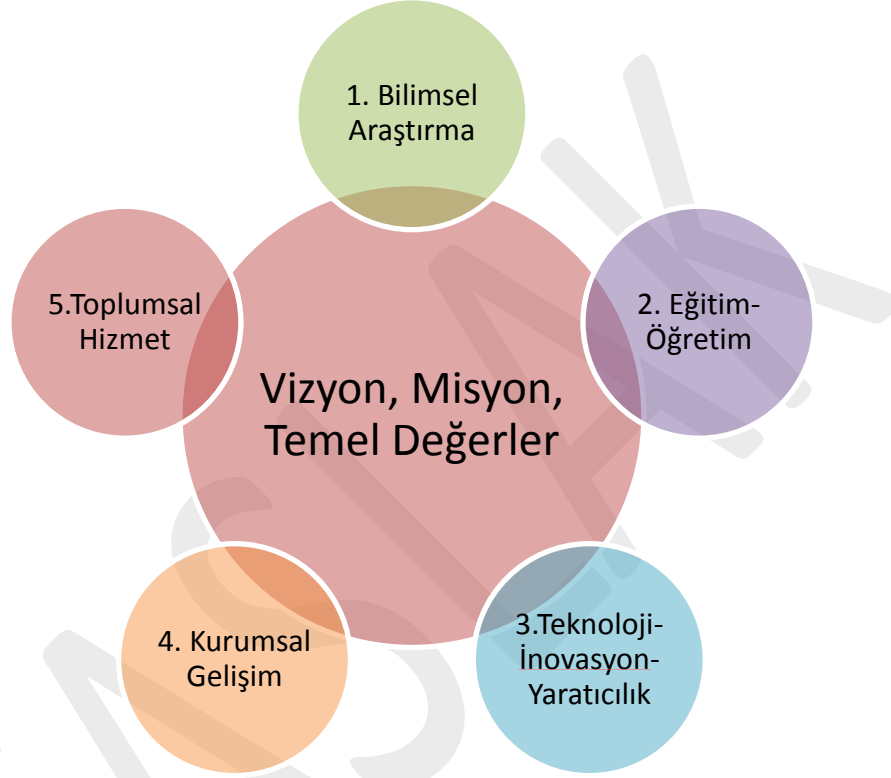 1. Bilimsel
Araştırma
2. Eğitim-
Öğretim
3.Teknoloji-
İnovasyon-
Yaratıcılık
4. Kurumsal
Gelişim
5.Toplumsal
Hizmet
Vizyon, Misyon,
Temel Değerler